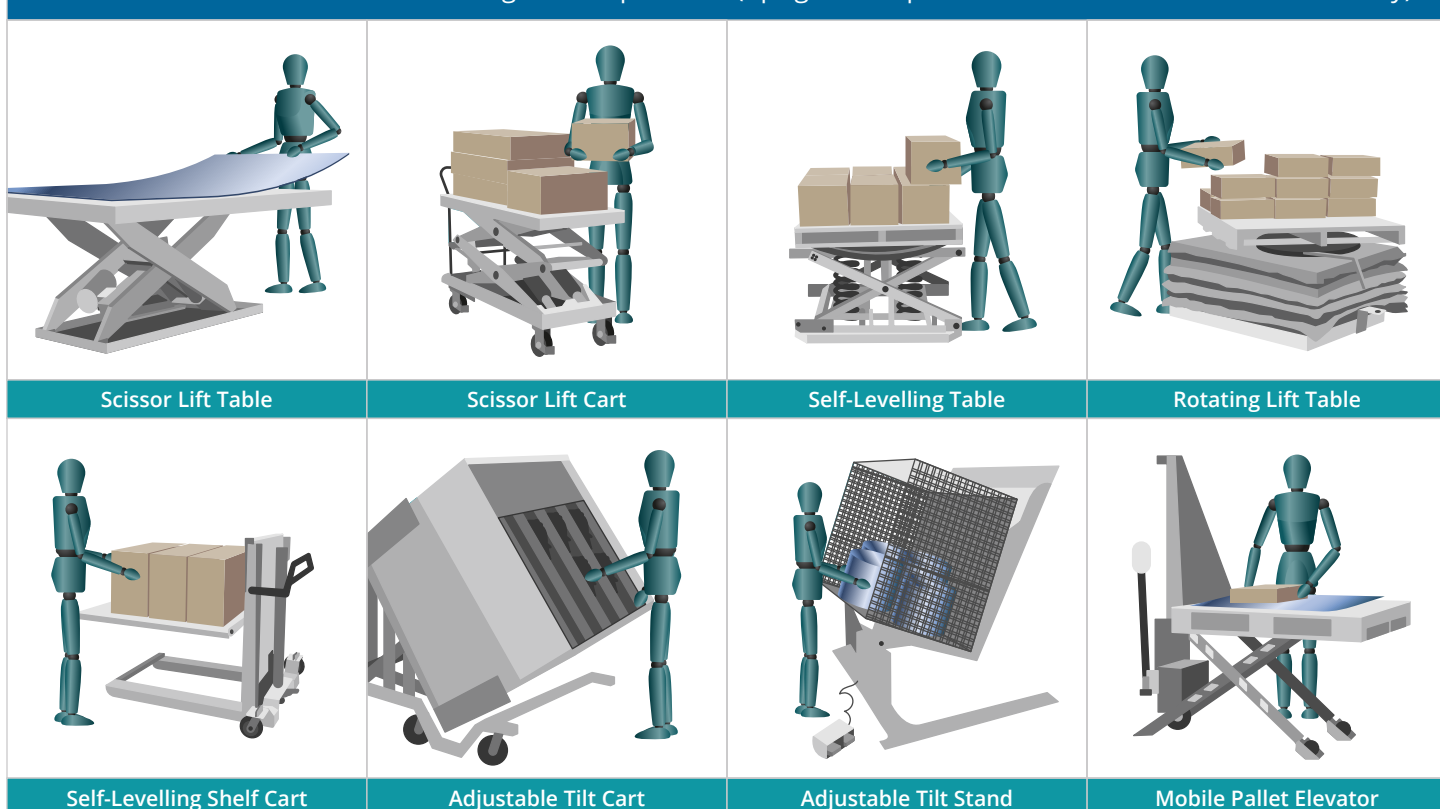 Scissor Lift Table
Scissor Lift Cart
Self-Levelling Table
Rotating Lift Table
Self-Levelling Shelf Cart
Adjustable Tilt Cart
Adjustable Tilt Stand
Mobile Pallet Elevator